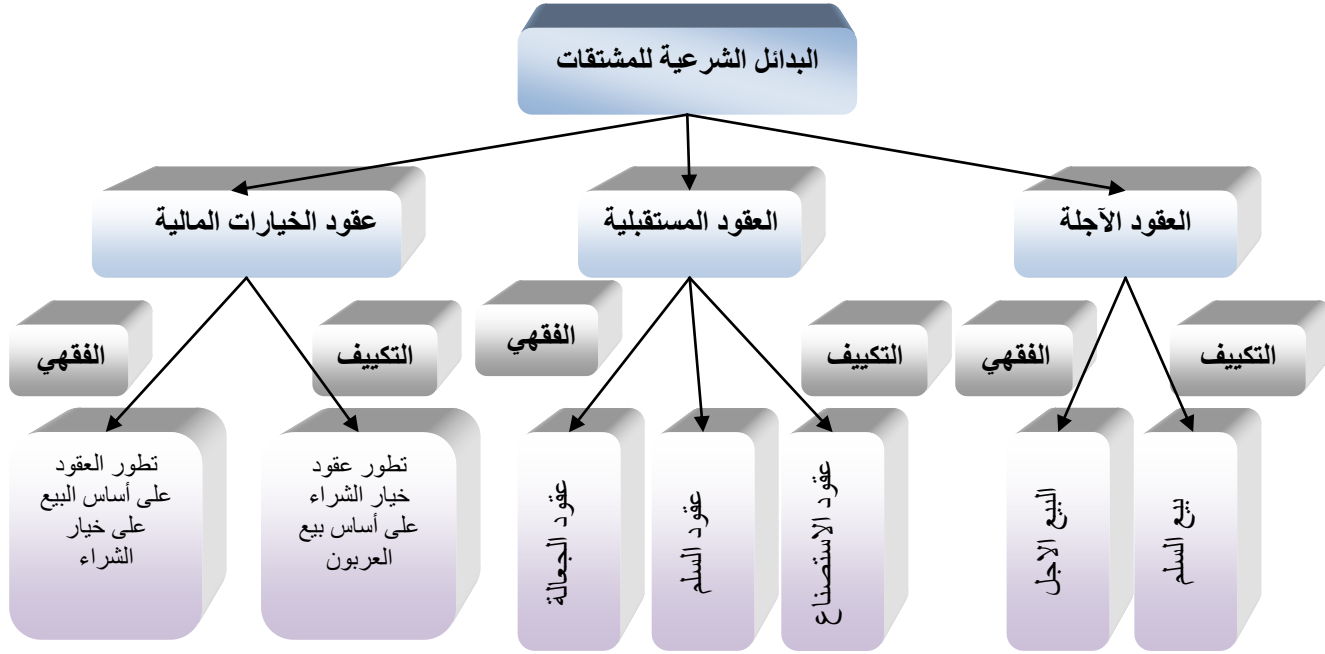 البدائل الشرعية للمشتقات
العقود الآجلة
العقود المستقبلية
عقود الخيارات المالية
التكييف
الفقهي
التكييف
الفقهي
التكييف
الفقهي
بيع السلم
البيع الاجل
عقود الاستصناع
عقود السلم
عقود الجعالة
تطور عقود
خيار الشراء
على أساس بيع
العربون
تطور العقود
على أساس البيع
على خيار
الشراء